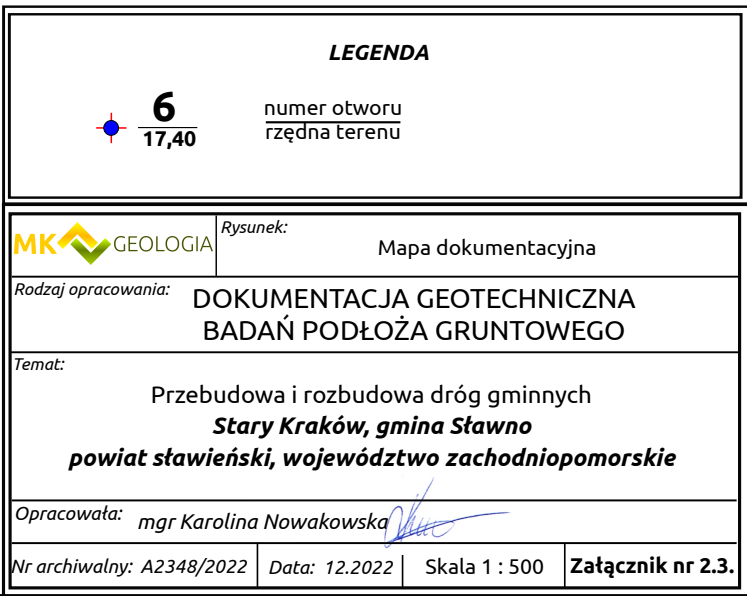 LEGENDA
6
17,40
numer otworu
rzędna terenu
MK GEOLOGIA
Rysunek:
Mapa dokumentacyjna
Rodzaj opracowania:
DOKUMENTACJA GEOTECHNICZNA
BADAŃ PODŁOŻA GRUNTOWEGO
Temat:
Przebudowa i rozbudowa dróg gminnych
Stary Kraków, gmina Sławno
powiat sławieński, województwo zachodniopomorskie
Opracowała: mgr Karolina Nowakowska
Nr archiwalny: A2348/2022 Data: 12.2022 Skala 1 : 500 Załącznik nr 2.3.